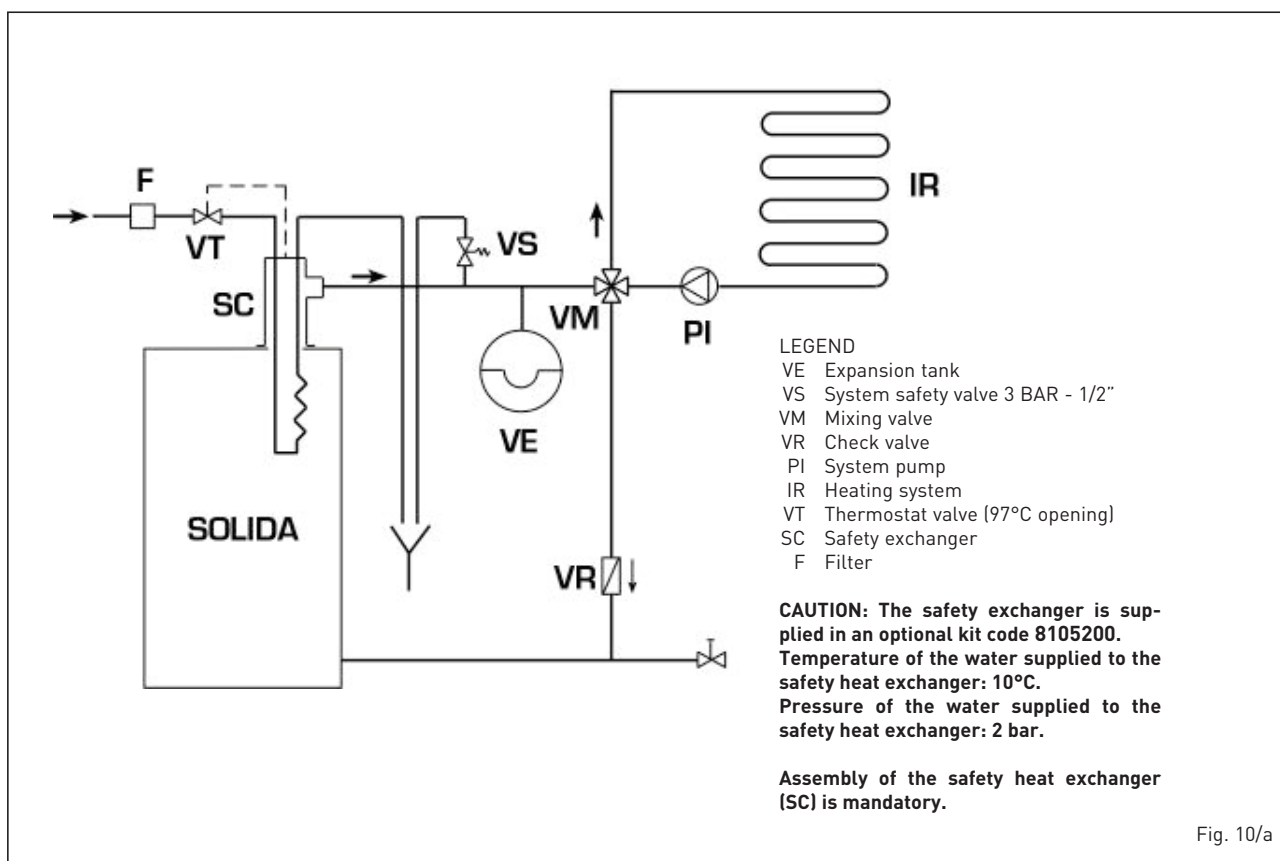 F
VT
SC
VS
VM
PI
IR
VE
SOLIDA
VR
LEGEND
VE Expansion tank
VS System safety valve 3 BAR - 1/2"
VM Mixing valve
VR Check valve
PI System pump
IR Heating system
VT Thermostat valve (97°C opening)
SC Safety exchanger
F Filter
CAUTION: The safety exchanger is sup-
plied in an optional kit code 8105200.
Temperature of the water supplied to the
safety heat exchanger: 10°C.
Pressure of the water supplied to the
safety heat exchanger: 2 bar.
Assembly of the safety heat exchanger
(SC) is mandatory.
Fig. 10/a